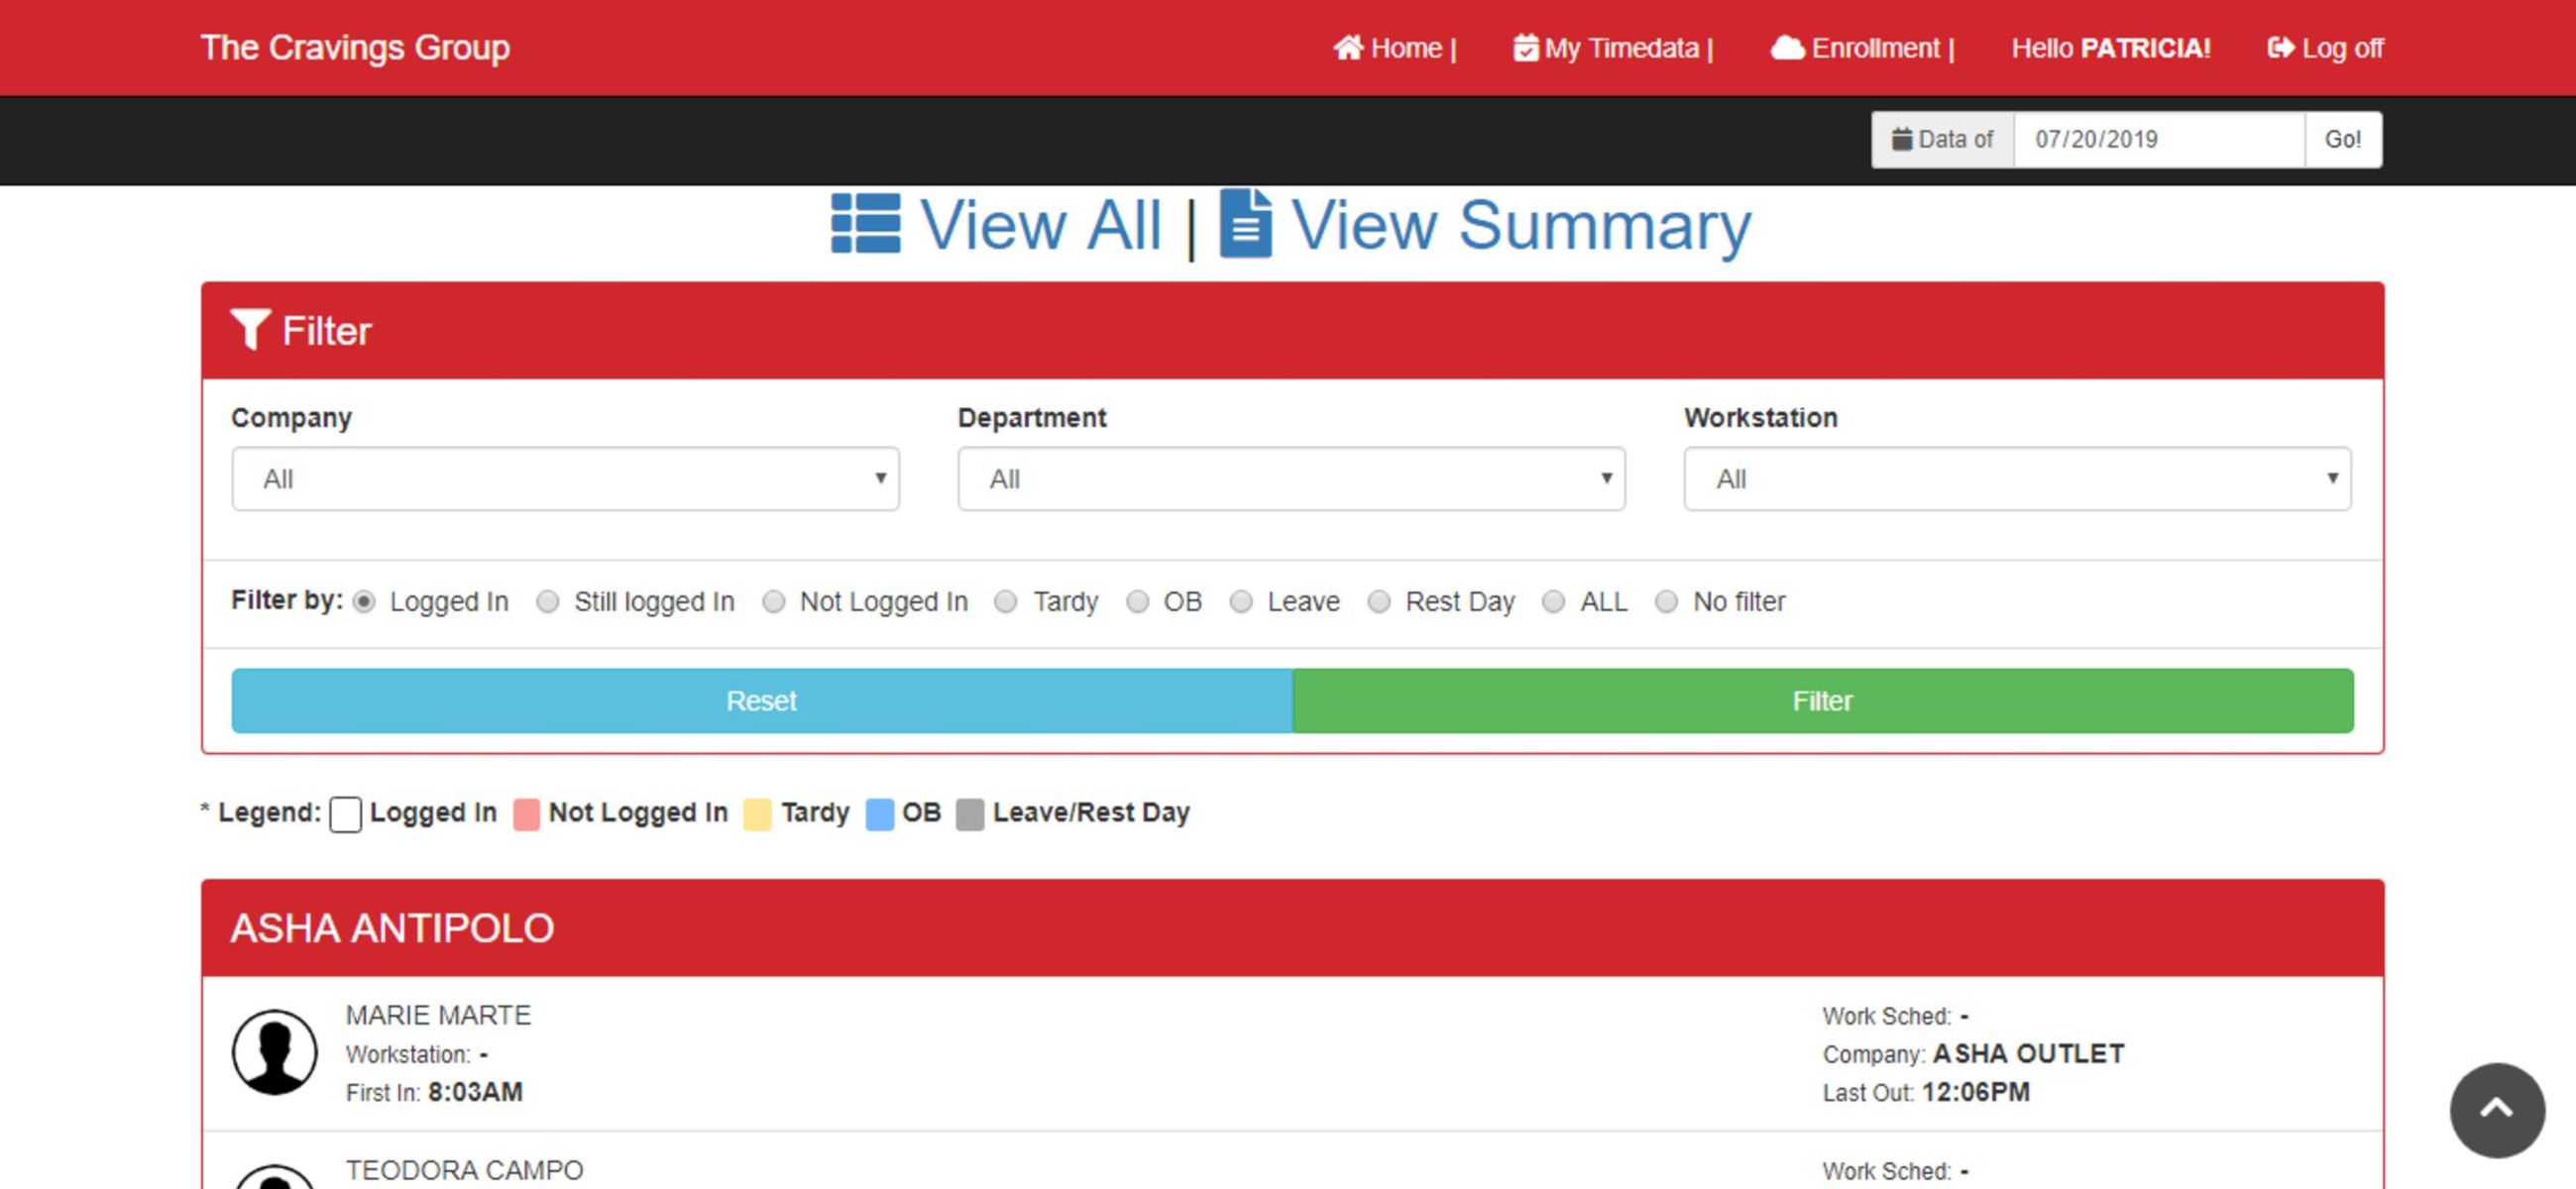 The Cravings Group Home | My Timedata | Enrollment | Hello PATRICIA! Log off
Data of 07/20/2019 Go!
View All | View Summary
Filter
Company Department Workstation
All All All
Filter by: Logged In Still logged In Not Logged In Tardy OB Leave Rest Day ALL No filter
Reset Filter
* Legend: Logged In Not Logged In Tardy OB Leave/Rest Day
ASHA ANTIPOLO
MARIE MARTE Work Sched: -
Workstation: - Company: ASHA OUTLET
First In: 8:03AM Last Out: 12:06PM
TEODORA CAMPO Work Sched: -